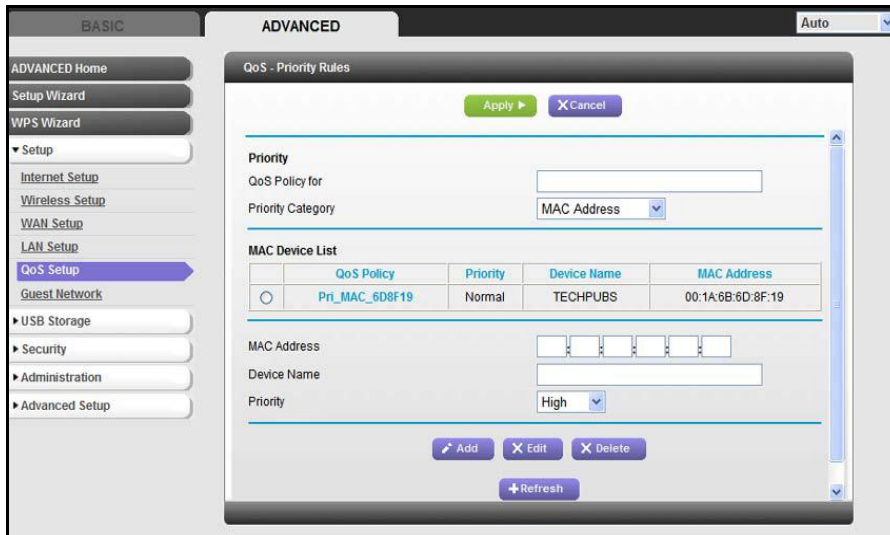 BASIC
ADVANCED
Auto
ADVANCED Home
Setup Wizard
WPS Wizard
Setup
Internet Setup
Wireless Setup
WAN Setup
LAN Setup
QoS Setup
Guest Network
USB Storage
Security
Administration
Advanced Setup
QoS - Priority Rules
Apply
Cancel
Priority
QoS Policy for
Priority Category MAC Address
MAC Device List
QoS Policy Priority Device Name MAC Address
Pri_MAC_6D8F19 Normal TECHPUBS 00:1A:6B:6D:8F:19
MAC Address : : : : :
Device Name
Priority High
Add Edit Delete
Refresh